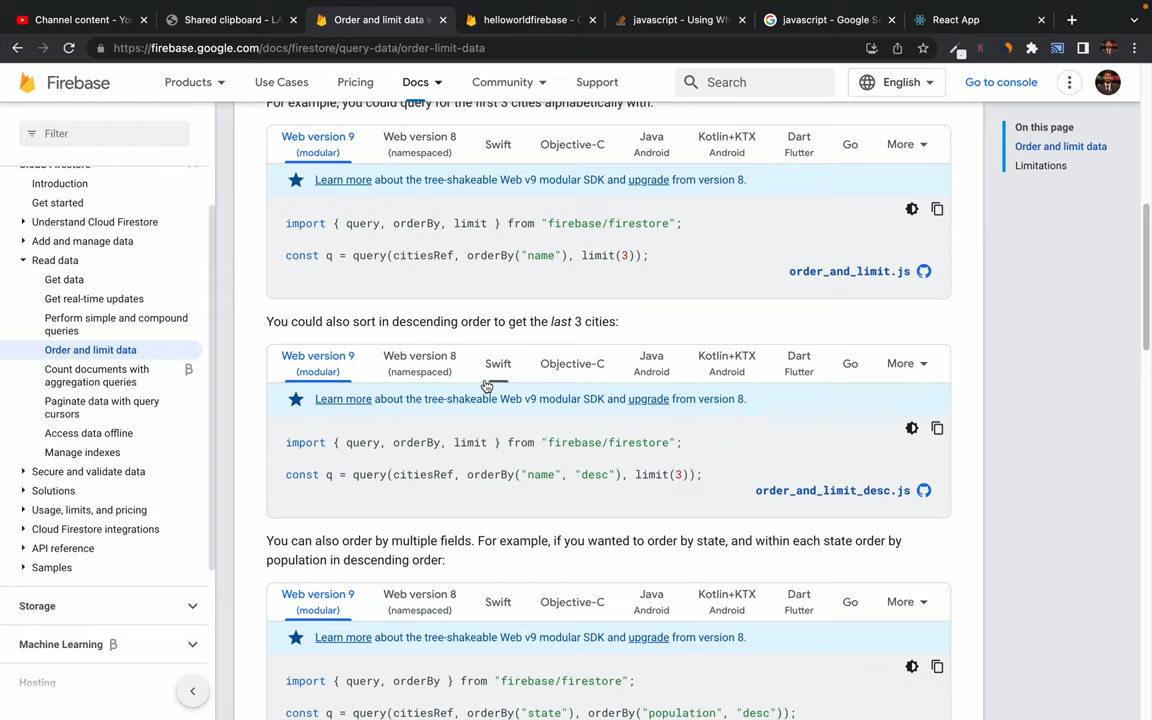 Channel content - You
Shared clipboard - LA
Order and limit data w
helloworldfirebase - C
javascript - Using Wh
javascript - Google Se
React App
https://firebase.google.com/docs/firestore/query-data/order-limit-data
Firebase
Products
Use Cases
Pricing
Docs
Community
Support
Search
English
Go to console
Filter
Cloud Firestore
Introduction
Get started
Understand Cloud Firestore
Add and manage data
Read data
Get data
Get real-time updates
Perform simple and compound
queries
Order and limit data
Count documents with
aggregation queries
Paginate data with query
cursors
Access data offline
Manage indexes
Secure and validate data
Solutions
Usage, limits, and pricing
Cloud Firestore integrations
API reference
Samples
Storage
Machine Learning
Hosting
For example, you could query for the first 3 cities alphabetically with:
Web version 9
(modular)
Web version 8
(namespaced)
Swift
Objective-C
Java
Android
Kotlin+KTX
Android
Dart
Flutter
Go
More
Learn more about the tree-shakeable Web v9 modular SDK and upgrade from version 8.
import { query, orderBy, limit } from "firebase/firestore";
const q = query(citiesRef, orderBy("name"), limit(3));
order_and_limit.js
You could also sort in descending order to get the last 3 cities:
Web version 9
(modular)
Web version 8
(namespaced)
Swift
Objective-C
Java
Android
Kotlin+KTX
Android
Dart
Flutter
Go
More
Learn more about the tree-shakeable Web v9 modular SDK and upgrade from version 8.
import { query, orderBy, limit } from "firebase/firestore";
const q = query(citiesRef, orderBy("name", "desc"), limit(3));
order_and_limit_desc.js
You can also order by multiple fields. For example, if you wanted to order by state, and within each state order by
population in descending order:
Web version 9
(modular)
Web version 8
(namespaced)
Swift
Objective-C
Java
Android
Kotlin+KTX
Android
Dart
Flutter
Go
More
Learn more about the tree-shakeable Web v9 modular SDK and upgrade from version 8.
import { query, orderBy } from "firebase/firestore";
const q = query(citiesRef, orderBy("state"), orderBy("population", "desc"));
On this page
Order and limit data
Limitations